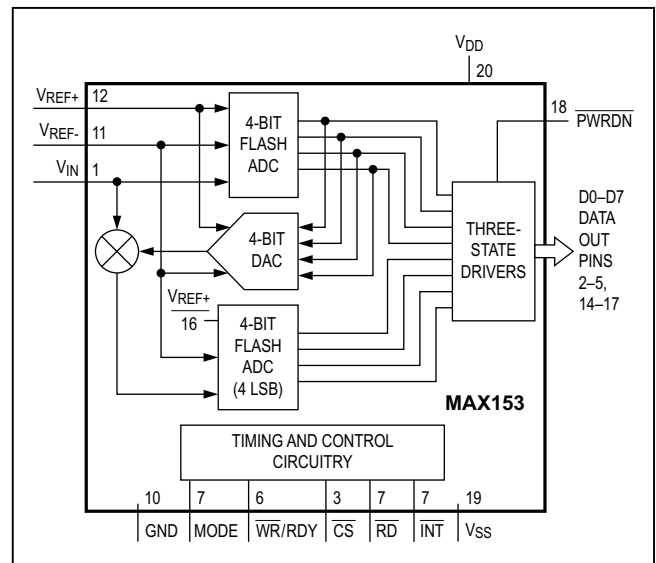 VDD
20
VREF+ 12
VREF- 11
VIN 1
4-BIT
FLASH
ADC
18 PWRDN
4-BIT
DAC
THREE-
STATE
DRIVERS
D0–D7
DATA
OUT
PINS
2–5,
14–17
VREF+
16
4-BIT
FLASH
ADC
(4 LSB)
MAX153
TIMING AND CONTROL
CIRCUITRY
10 7 6 3 7 7 19
GND MODE WR/RDY CS RD INT VSS